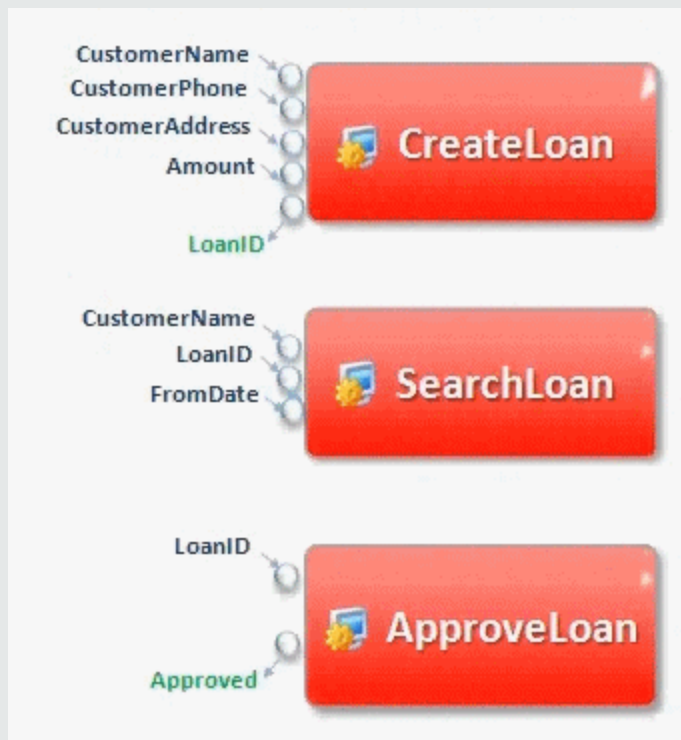 CustomerName
CustomerPhone
CustomerAddress
Amount
LoanID
CreateLoan
CustomerName
LoanID
FromDate
SearchLoan
LoanID
Approved
ApproveLoan